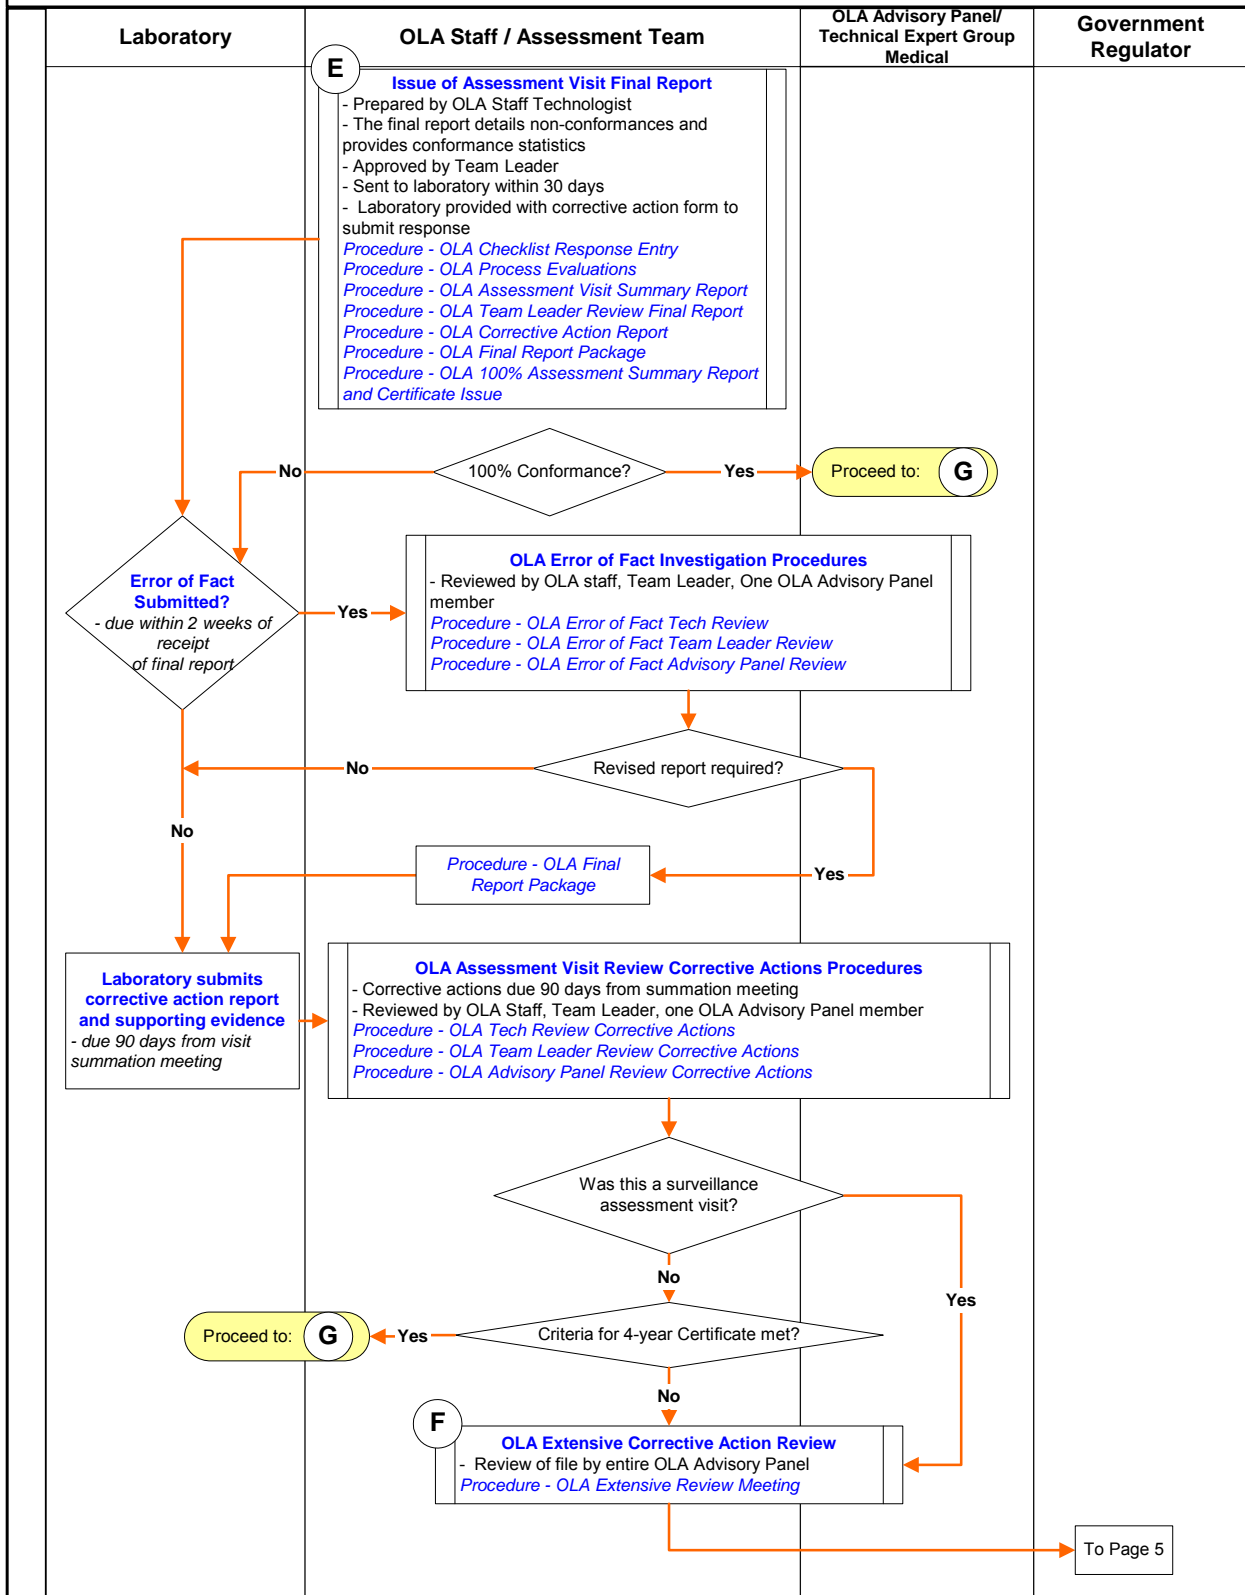 Laboratory
OLA Staff / Assessment Team
OLA Advisory Panel/
Technical Expert Group
Medical
Government
Regulator
E
Issue of Assessment Visit Final Report
- Prepared by OLA Staff Technologist
- The final report details non-conformances and
provides conformance statistics
- Approved by Team Leader
- Sent to laboratory within 30 days
- Laboratory provided with corrective action form to
submit response
Procedure - OLA Checklist Response Entry
Procedure - OLA Process Evaluations
Procedure - OLA Assessment Visit Summary Report
Procedure - OLA Team Leader Review Final Report
Procedure - OLA Corrective Action Report
Procedure - OLA Final Report Package
Procedure - OLA 100% Assessment Summary Report
and Certificate Issue
No
100% Conformance?
Yes
Proceed to:
G
Error of Fact
Submitted?
- due within 2 weeks of
receipt
of final report
Yes
OLA Error of Fact Investigation Procedures
- Reviewed by OLA staff, Team Leader, One OLA Advisory Panel
member
Procedure - OLA Error of Fact Tech Review
Procedure - OLA Error of Fact Team Leader Review
Procedure - OLA Error of Fact Advisory Panel Review
No
Revised report required?
No
Procedure - OLA Final
Report Package
Yes
Laboratory submits
corrective action report
and supporting evidence
- due 90 days from visit
summation meeting
OLA Assessment Visit Review Corrective Actions Procedures
- Corrective actions due 90 days from summation meeting
- Reviewed by OLA Staff, Team Leader, one OLA Advisory Panel member
Procedure - OLA Tech Review Corrective Actions
Procedure - OLA Team Leader Review Corrective Actions
Procedure - OLA Advisory Panel Review Corrective Actions
Was this a surveillance
assessment visit?
No
Yes
Proceed to:
G
Yes
Criteria for 4-year Certificate met?
No
F
OLA Extensive Corrective Action Review
- Review of file by entire OLA Advisory Panel
Procedure - OLA Extensive Review Meeting
To Page 5